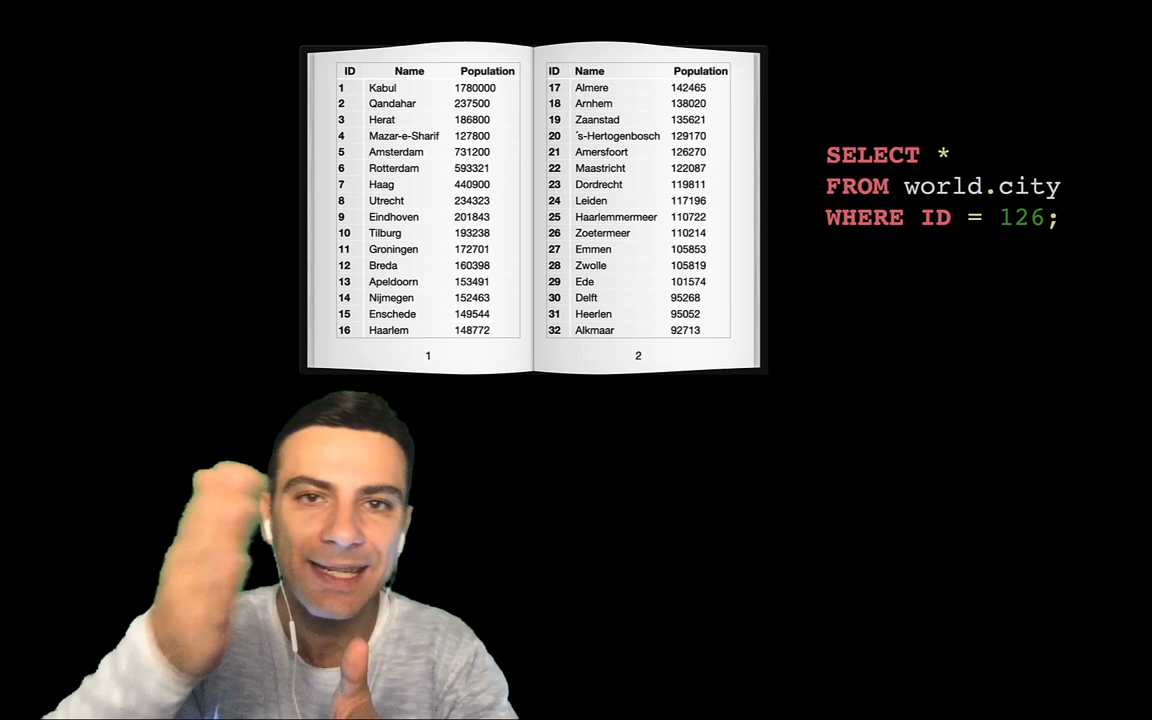 ID Name Population
1 Kabul 1780000
2 Qandahar 237500
3 Herat 186800
4 Mazar-e-Sharif 127800
5 Amsterdam 731200
6 Rotterdam 593321
7 Haag 440900
8 Utrecht 234323
9 Eindhoven 201843
10 Tilburg 193238
11 Groningen 172701
12 Breda 160398
13 Apeldoorn 153491
14 Nijmegen 152463
15 Enschede 149544
16 Haarlem 148772
1
ID Name Population
17 Almere 142465
18 Arnhem 138020
19 Zaanstad 135621
20 ´s-Hertogenbosch 129170
21 Amersfoort 126270
22 Maastricht 122087
23 Dordrecht 119811
24 Leiden 117196
25 Haarlemmermeer 110722
26 Zoetermeer 110214
27 Emmen 105853
28 Zwolle 105819
29 Ede 101574
30 Delft 95268
31 Heerlen 95052
32 Alkmaar 92713
2
SELECT *
FROM world.city
WHERE ID = 126;